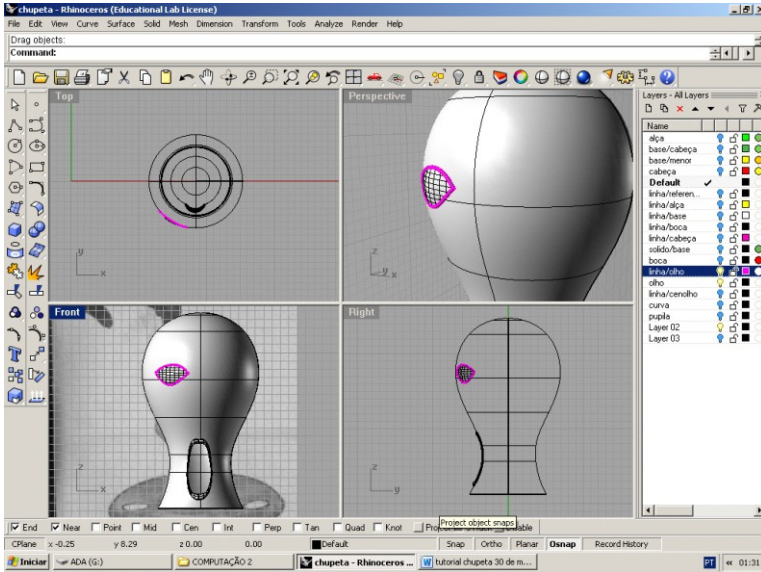 chupeta - Rhinoceros (Educational Lab License)
File Edit View Curve Surface Solid Mesh Dimension Transform Tools Analyze Render Help
Drag objects:
Command:
Top
Perspective
Layers - All Layers
Name
alça
base/cabeça
base/menor
cabeça
Default
linha/referen...
linha/alça
linha/base
linha/boca
linha/cabeça
solido/base
boca
linha/olho
olho
linha/cenolho
curva
pupila
Layer 02
Layer 03
y
x
z
y x
Front
Right
z
x
z
y
Project object snaps
End Near Point Mid Cen Int Perp Tan Quad Knot
CPlane x -0.25 y 8.29 z 0.00 0.00 Default Snap Ortho Planar Osnap Record History
Iniciar ADA (G:) COMPUTAÇÃO 2 chupeta - Rhinoceros ... tutorial chupeta 30 de m... PT « 01:31